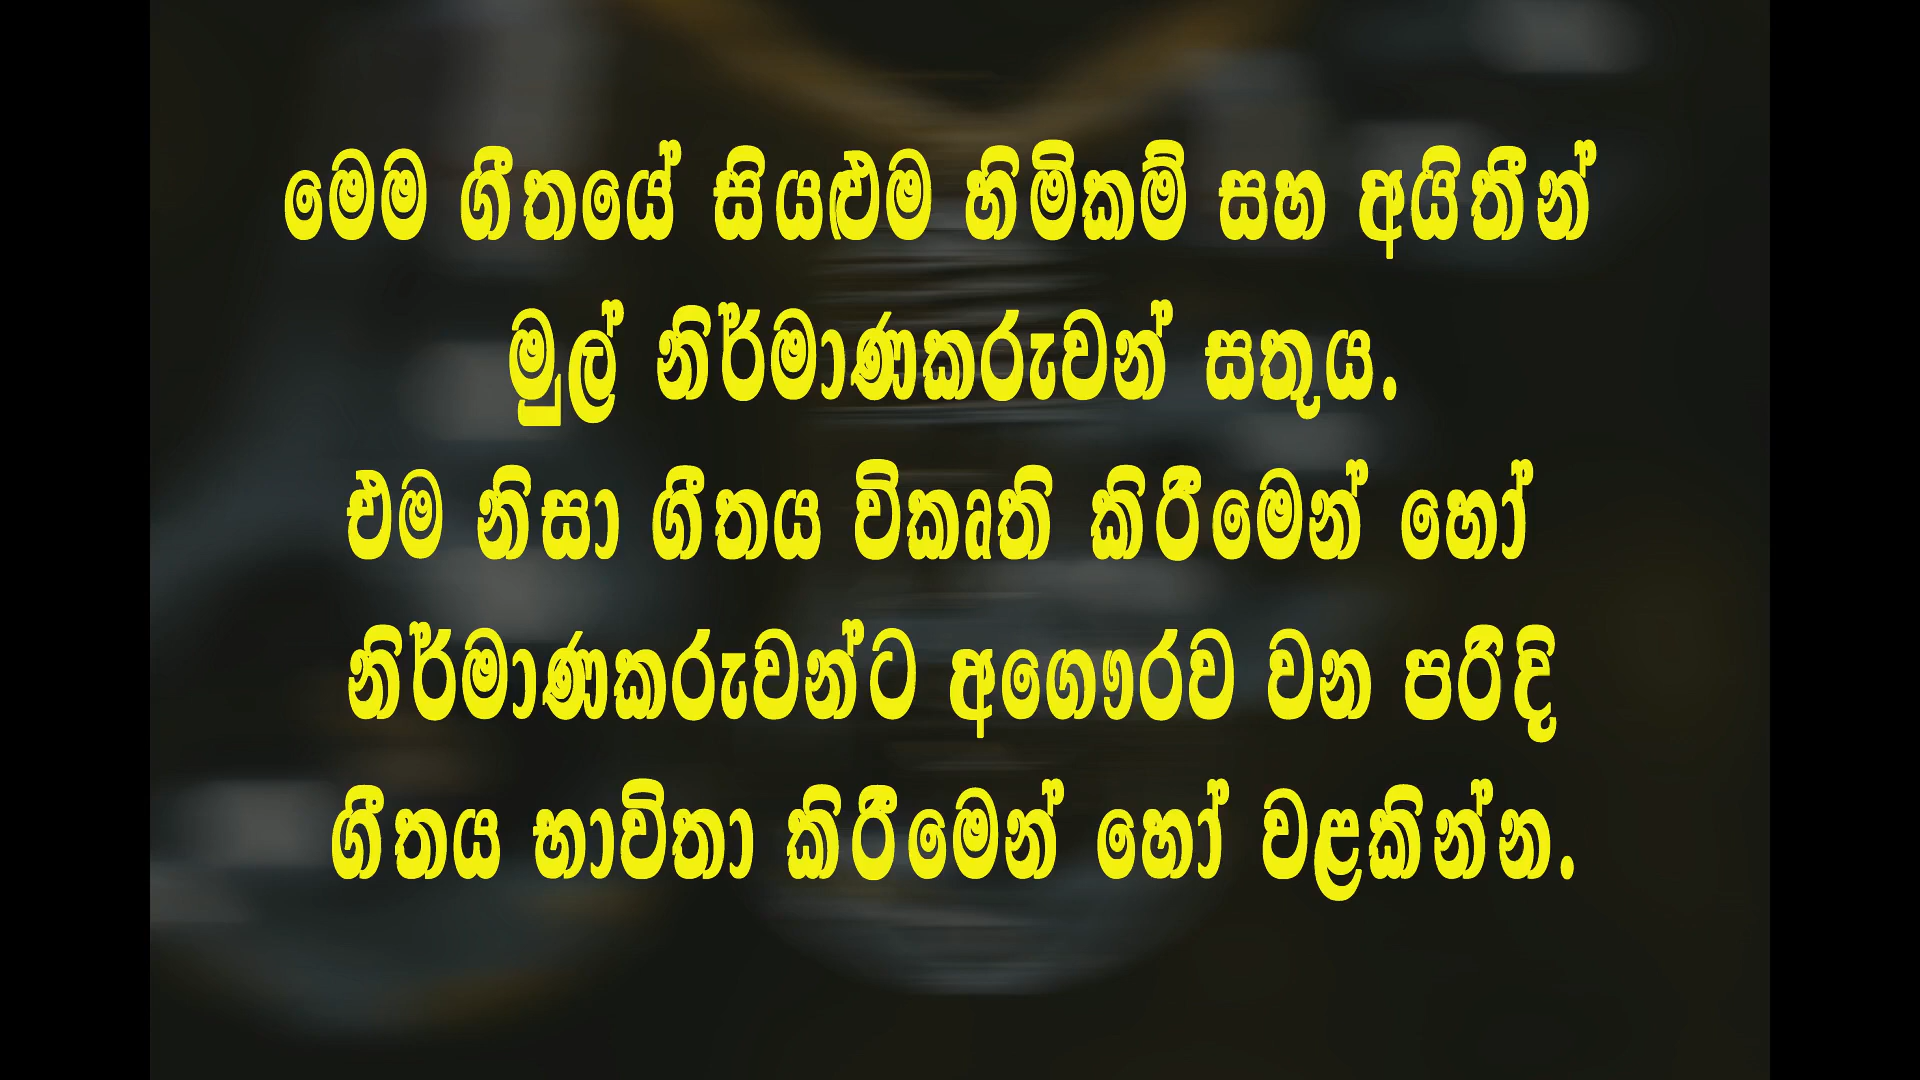 මෙම ගීතයේ සියළුම හිමිකම් සහ අයිතීන්
මුල් නිර්මාණකරුවන් සතුය.
එම නිසා ගීතය විකෘති කිරීමෙන් හෝ
නිර්මාණකරුවන්ට අගෞරව වන පරිදි
ගීතය භාවිතා කිරීමෙන් හෝ වළකින්න.